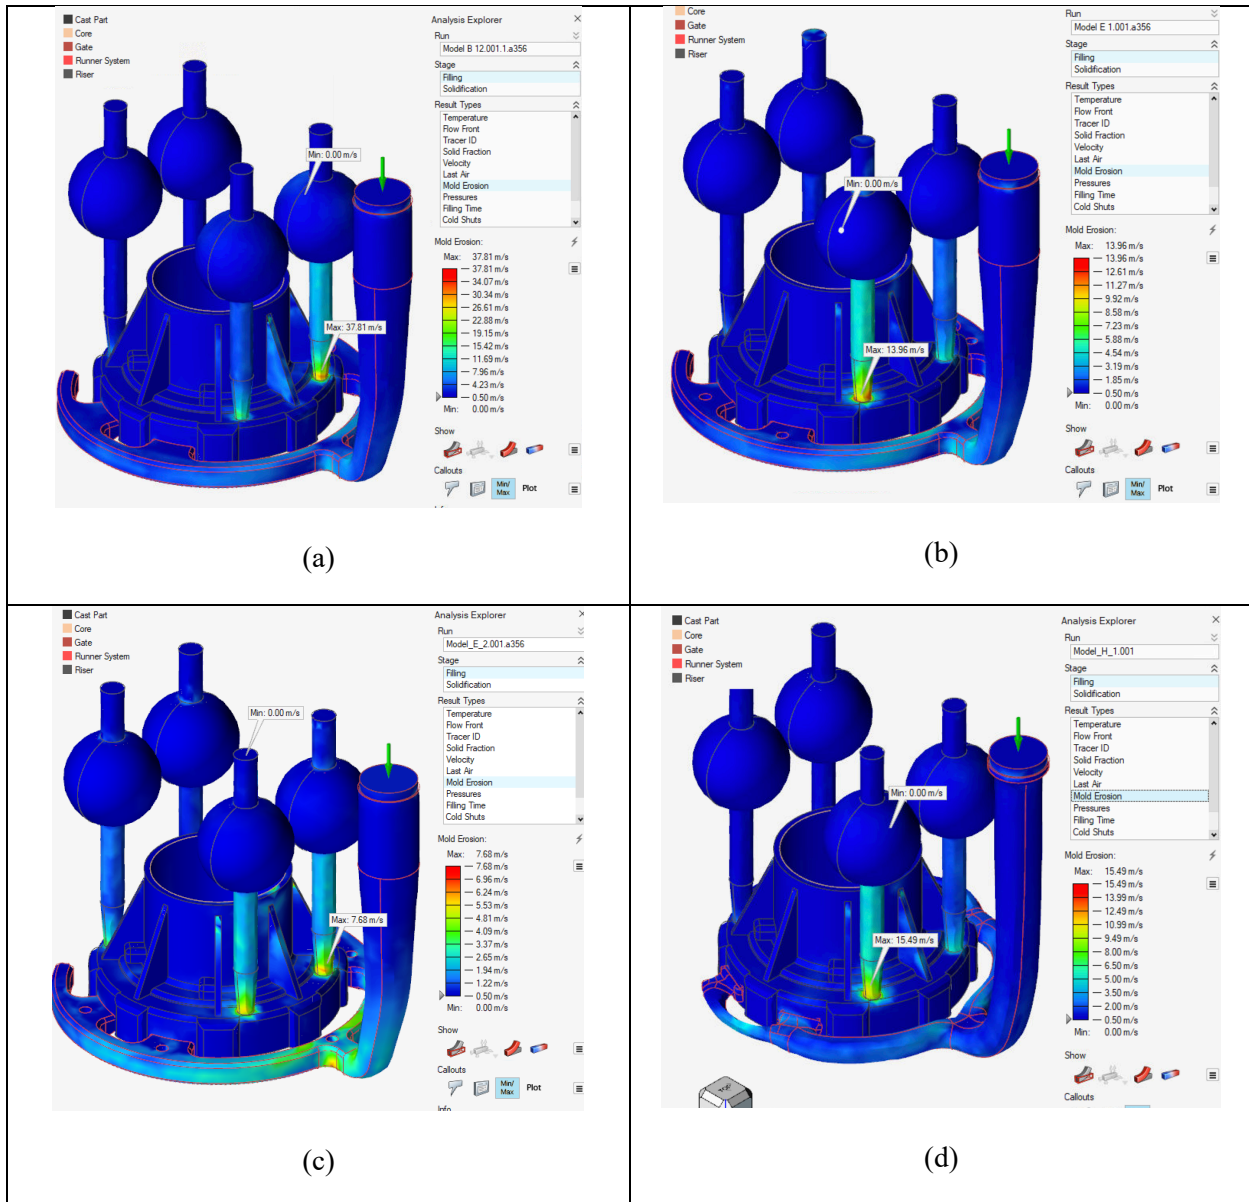 Cast Part
Core
Gate
Runner System
Riser
Min: 0.00 m/s
Max: 37.81 m/s
Analysis Explorer
Run
Model B 12.001.1.a356
Stage
Filling
Solidification
Result Types
Temperature
Flow Front
Tracer ID
Solid Fraction
Velocity
Last Air
Mold Erosion
Pressures
Filling Time
Cold Shuts
Mold Erosion:
Max: 37.81 m/s
37.81 m/s
34.07 m/s
30.34 m/s
26.61 m/s
22.88 m/s
19.15 m/s
15.42 m/s
11.69 m/s
7.96 m/s
4.23 m/s
0.50 m/s
Min: 0.00 m/s
Show
Callouts
Min/
Max
Plot
(a)
Core
Gate
Runner System
Riser
Min: 0.00 m/s
Max: 13.96 m/s
Run
Model E 1.001.a356
Stage
Filling
Solidification
Result Types
Temperature
Flow Front
Tracer ID
Solid Fraction
Velocity
Last Air
Mold Erosion
Pressures
Filling Time
Cold Shuts
Mold Erosion:
Max: 13.96 m/s
13.96 m/s
12.61 m/s
11.27 m/s
9.92 m/s
8.58 m/s
7.23 m/s
5.88 m/s
4.54 m/s
3.19 m/s
1.85 m/s
0.50 m/s
Min: 0.00 m/s
Show
Callouts
Min/
Max
Plot
(b)
Cast Part
Core
Gate
Runner System
Riser
Min: 0.00 m/s
Max: 7.68 m/s
Analysis Explorer
Run
Model_E_2.001.a356
Stage
Filling
Solidification
Result Types
Temperature
Flow Front
Tracer ID
Solid Fraction
Velocity
Last Air
Mold Erosion
Pressures
Filling Time
Cold Shuts
Mold Erosion:
Max: 7.68 m/s
7.68 m/s
6.96 m/s
6.24 m/s
5.53 m/s
4.81 m/s
4.09 m/s
3.37 m/s
2.65 m/s
1.94 m/s
1.22 m/s
0.50 m/s
Min: 0.00 m/s
Show
Callouts
Min/
Max
Plot
Info
(c)
Cast Part
Core
Gate
Runner System
Riser
Min: 0.00 m/s
Max: 15.49 m/s
TOP
Analysis Explorer
Run
Model_H_1.001
Stage
Filling
Solidification
Result Types
Temperature
Flow Front
Tracer ID
Solid Fraction
Velocity
Last Air
Mold Erosion
Pressures
Filling Time
Cold Shuts
Mold Erosion:
Max: 15.49 m/s
15.49 m/s
13.99 m/s
12.49 m/s
10.99 m/s
9.49 m/s
8.00 m/s
6.50 m/s
5.00 m/s
3.50 m/s
2.00 m/s
0.50 m/s
Min: 0.00 m/s
Show
Callouts
(d)